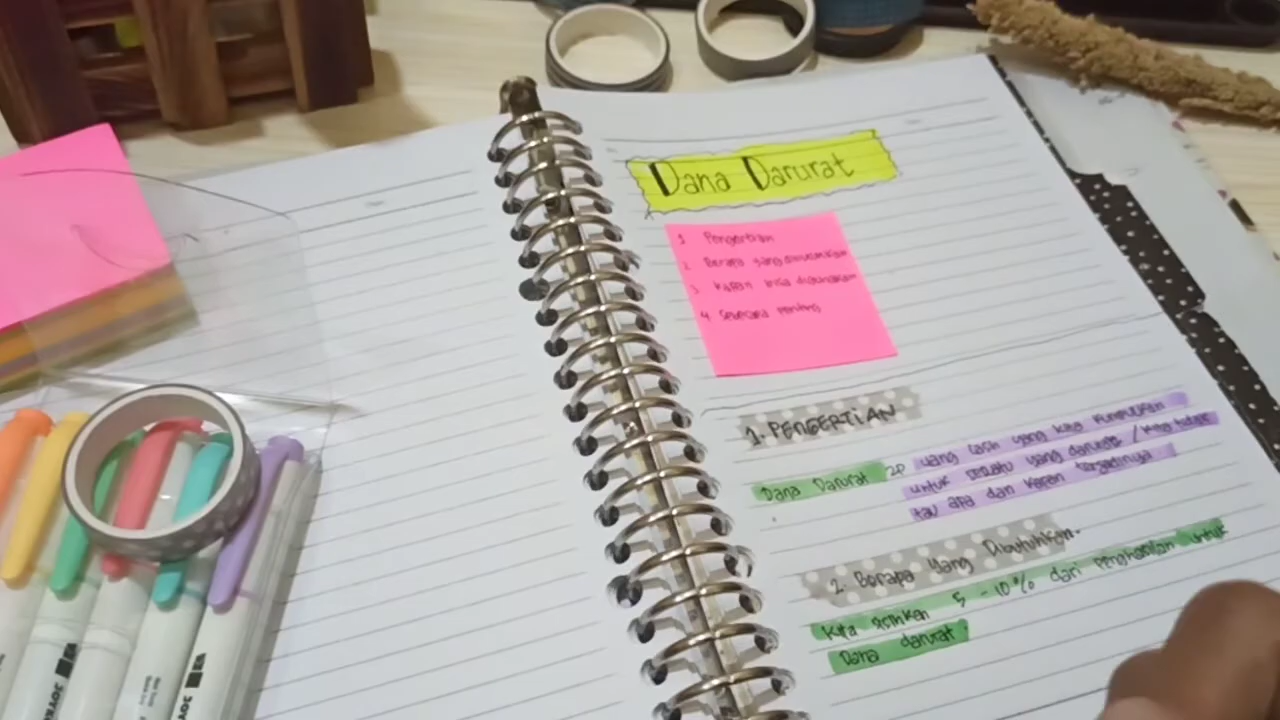 Dana Darurat
1. Pengertian
2. Berapa yang
3. Kapan bisa digunakan
4. Seberapa penting
1. PENGERTIAN
Dana Darurat yang cash yang kita
untuk sesuatu yang darurat / kita tidak
tau apa dan kapan terjadinya
2. Berapa yang Dibutuhkan.
Kita sisihkan 5 - 10% dari penghasilan untuk
Dana darurat